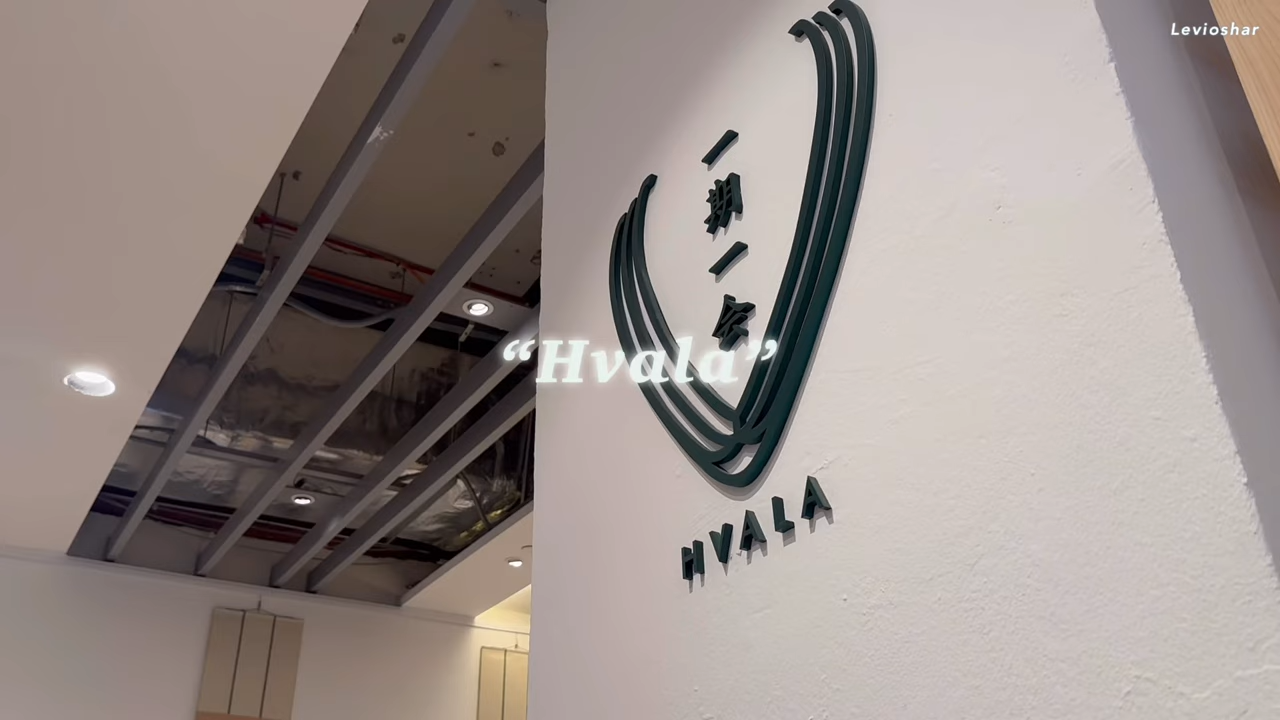 Levioshar
一期一会
“Hvala”
HVALA